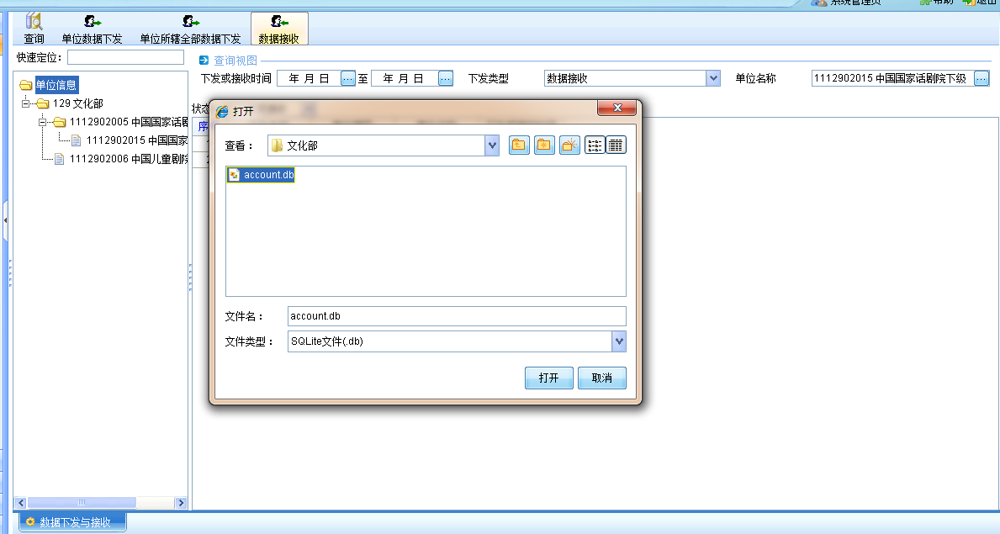 系统管理员 帮助 退出
查询 单位数据下发 单位所辖全部数据下发 数据接收
快速定位：
查询视图
下发或接收时间 年 月 日 ... 至 年 月 日 ... 下发类型 数据接收 单位名称 1112902015 中国国家话剧院下级 ...
单位信息
129 文化部
1112902005 中国国家话剧
1112902015 中国国家
1112902006 中国儿童剧院
状态
序
打开
查看：
文化部
account.db
文件名：
account.db
文件类型：
SQLite文件(.db)
打开 取消
数据下发与接收